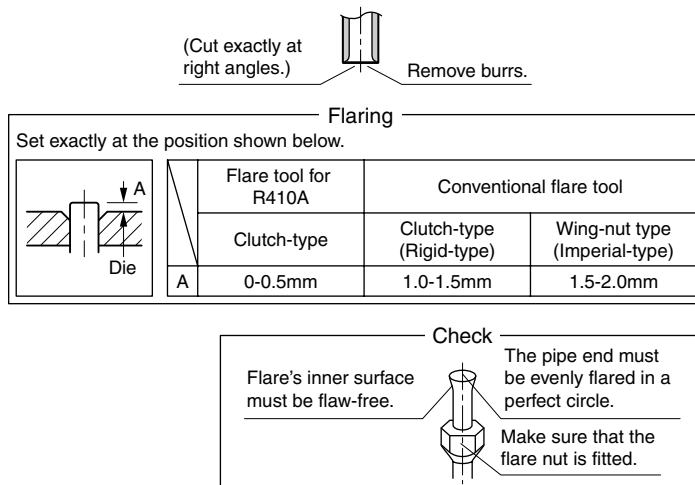 (Cut exactly at
right angles.)
Remove burrs.
Flaring
Set exactly at the position shown below.
A
Die
Flare tool for
R410A
Conventional flare tool
Clutch-type
Clutch-type
(Rigid-type)
Wing-nut type
(Imperial-type)
A
0-0.5mm
1.0-1.5mm
1.5-2.0mm
Check
Flare's inner surface
must be flaw-free.
The pipe end must
be evenly flared in a
perfect circle.
Make sure that the
flare nut is fitted.